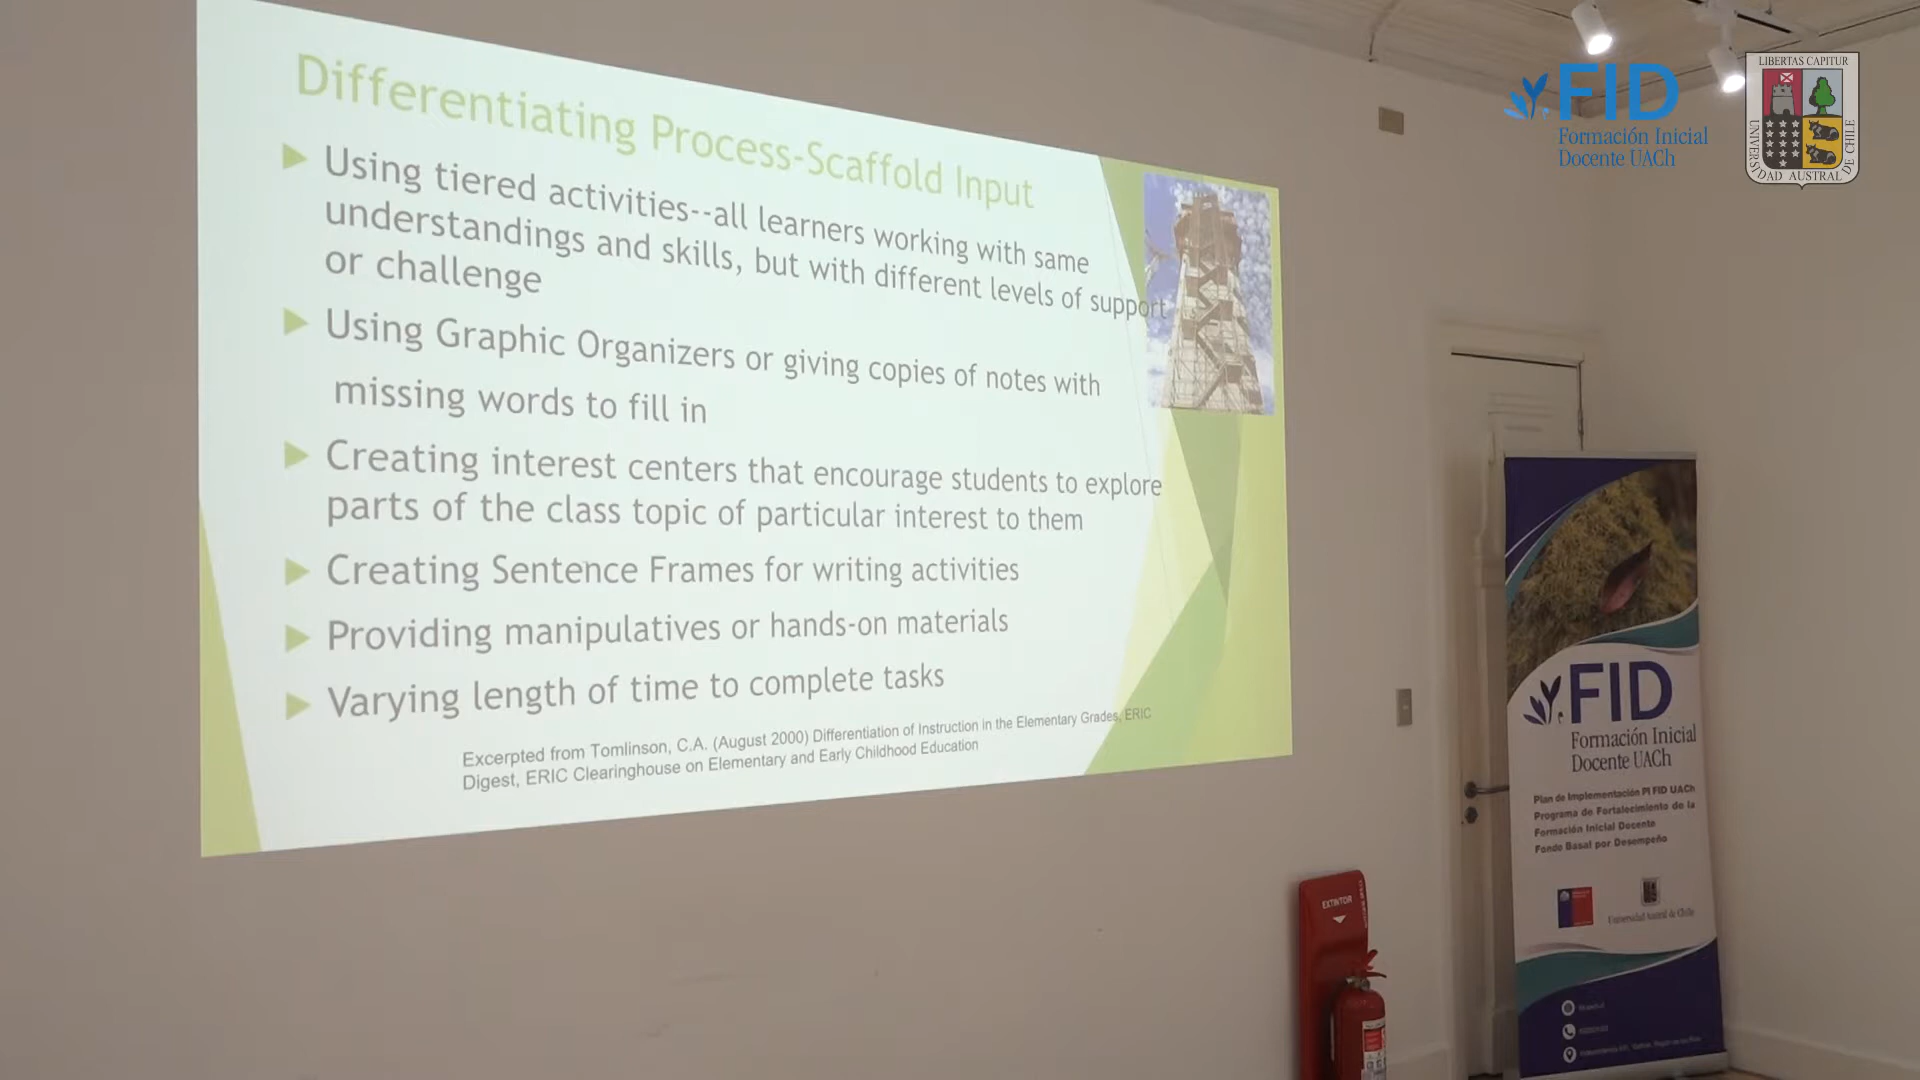 Differentiating Process-Scaffold Input
Using tiered activities--all learners working with same
understandings and skills, but with different levels of support
or challenge
Using Graphic Organizers or giving copies of notes with
missing words to fill in
Creating interest centers that encourage students to explore
parts of the class topic of particular interest to them
Creating Sentence Frames for writing activities
Providing manipulatives or hands-on materials
Varying length of time to complete tasks
Excerpted from Tomlinson, C.A. (August 2000) Differentiation of Instruction in the Elementary Grades, ERIC
Digest, ERIC Clearinghouse on Elementary and Early Childhood Education
FID
Formación Inicial
Docente UACh
LIBERTAS CAPITUR
UNIVERSIDAD AUSTRAL DE CHILE
FID
Formación Inicial
Docente UACh
Plan de Implementación PI FID UACh
Programa de Fortalecimiento de la
Formación Inicial Docente
Fondo Basal por Desempeño
Universidad Austral de Chile
EXTINTOR